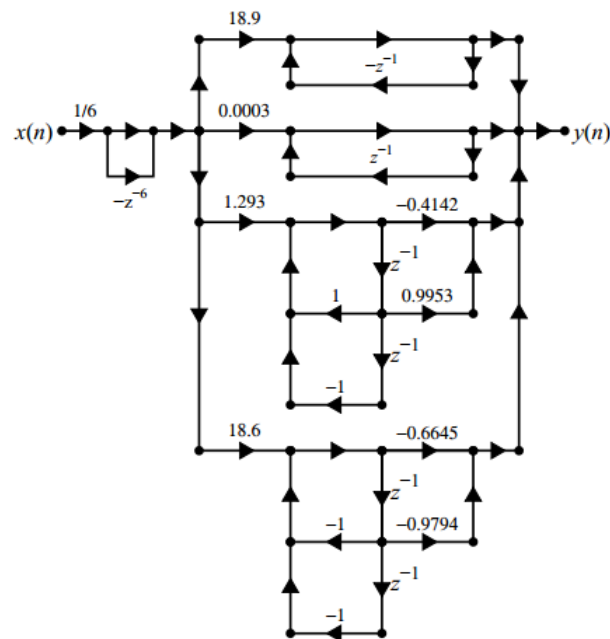 18.9
-z⁻¹
1/6
0.0003
x(n)
y(n)
-z⁻⁶
z⁻¹
1.293
-0.4142
z⁻¹
1
0.9953
z⁻¹
-1
18.6
-0.6645
z⁻¹
-1
-0.9794
z⁻¹
-1